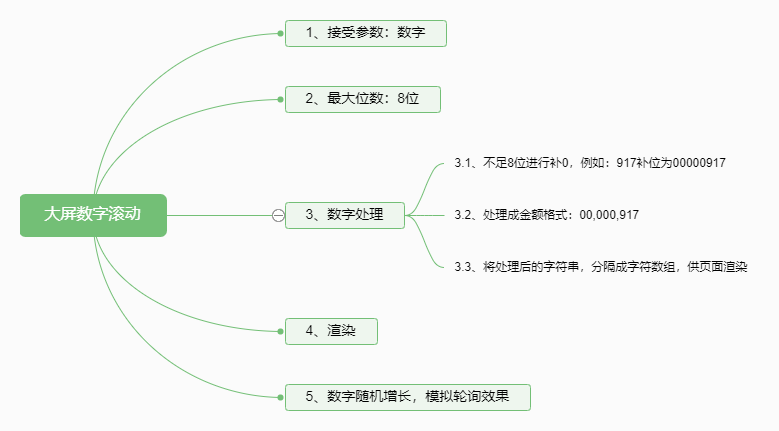 大屏数字滚动
1、接受参数：数字
2、最大位数：8位
3、数字处理
3.1、不足8位进行补0，例如：917补位为00000917
3.2、处理成金额格式：00,000,917
3.3、将处理后的字符串，分隔成字符数组，供页面渲染
4、渲染
5、数字随机增长，模拟轮询效果